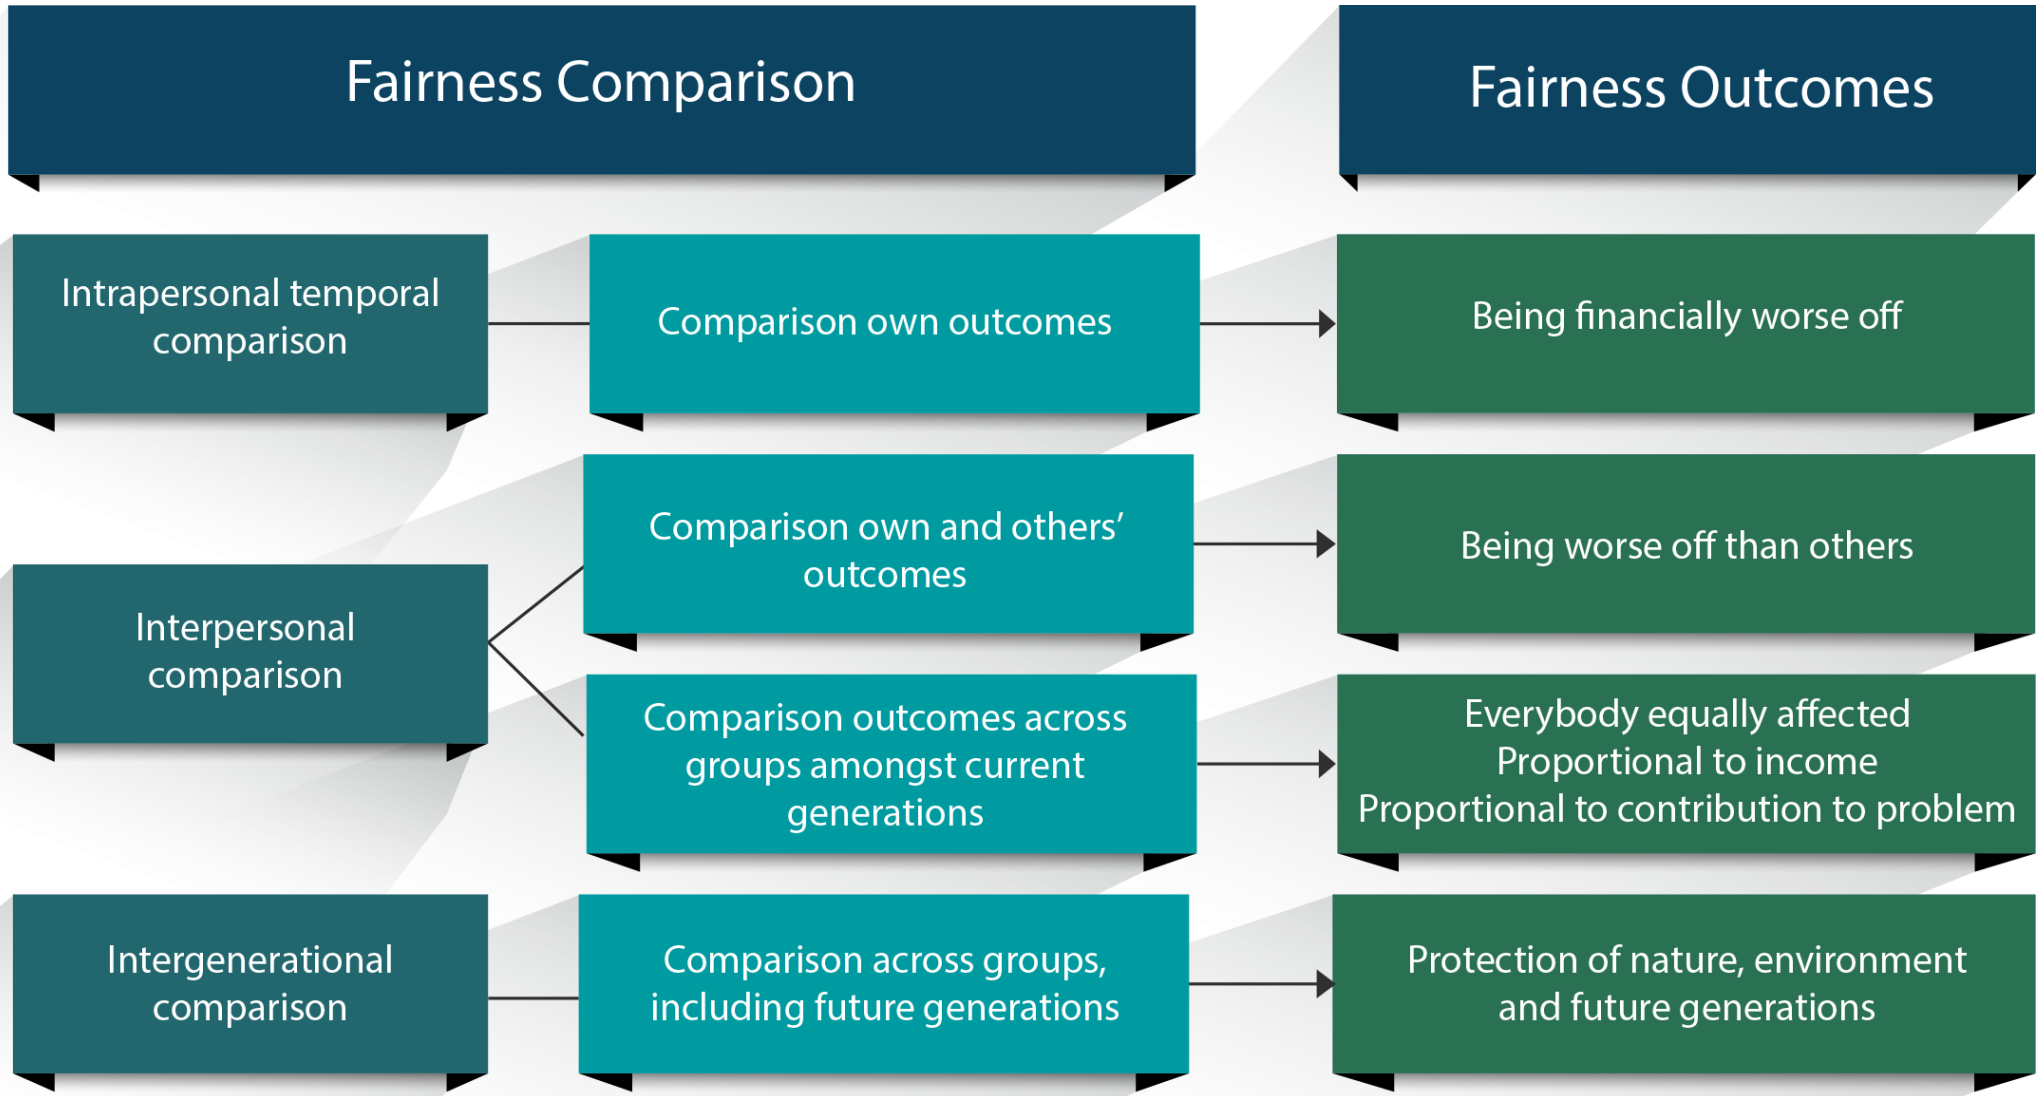 Fairness Comparison
Fairness Outcomes
Intrapersonal temporal
comparison
Comparison own outcomes
Being financially worse off
Interpersonal
comparison
Comparison own and others’
outcomes
Being worse off than others
Comparison outcomes across
groups amongst current
generations
Everybody equally affected
Proportional to income
Proportional to contribution to problem
Intergenerational
comparison
Comparison across groups,
including future generations
Protection of nature, environment
and future generations